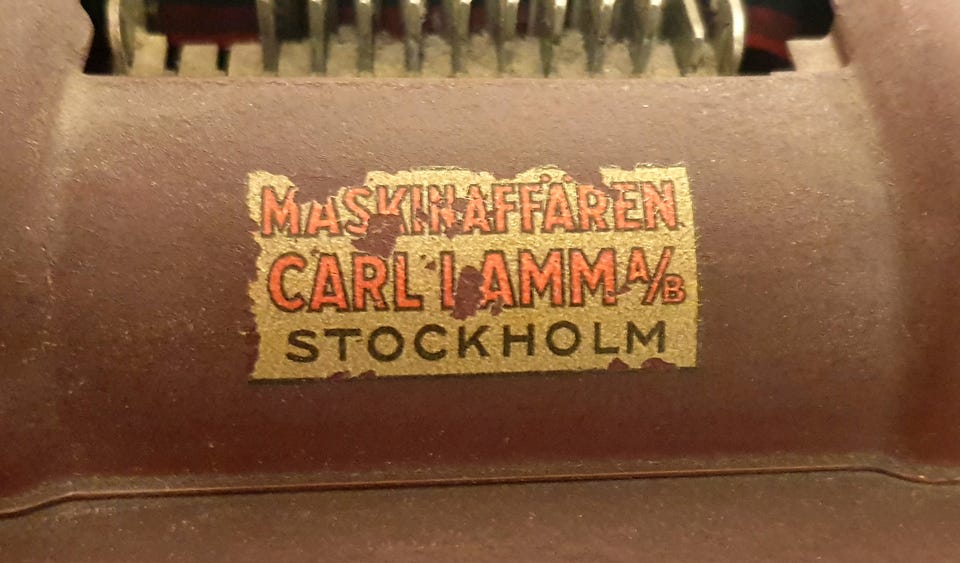 MASKINAFFÄREN
CARL LAMM A/B
STOCKHOLM